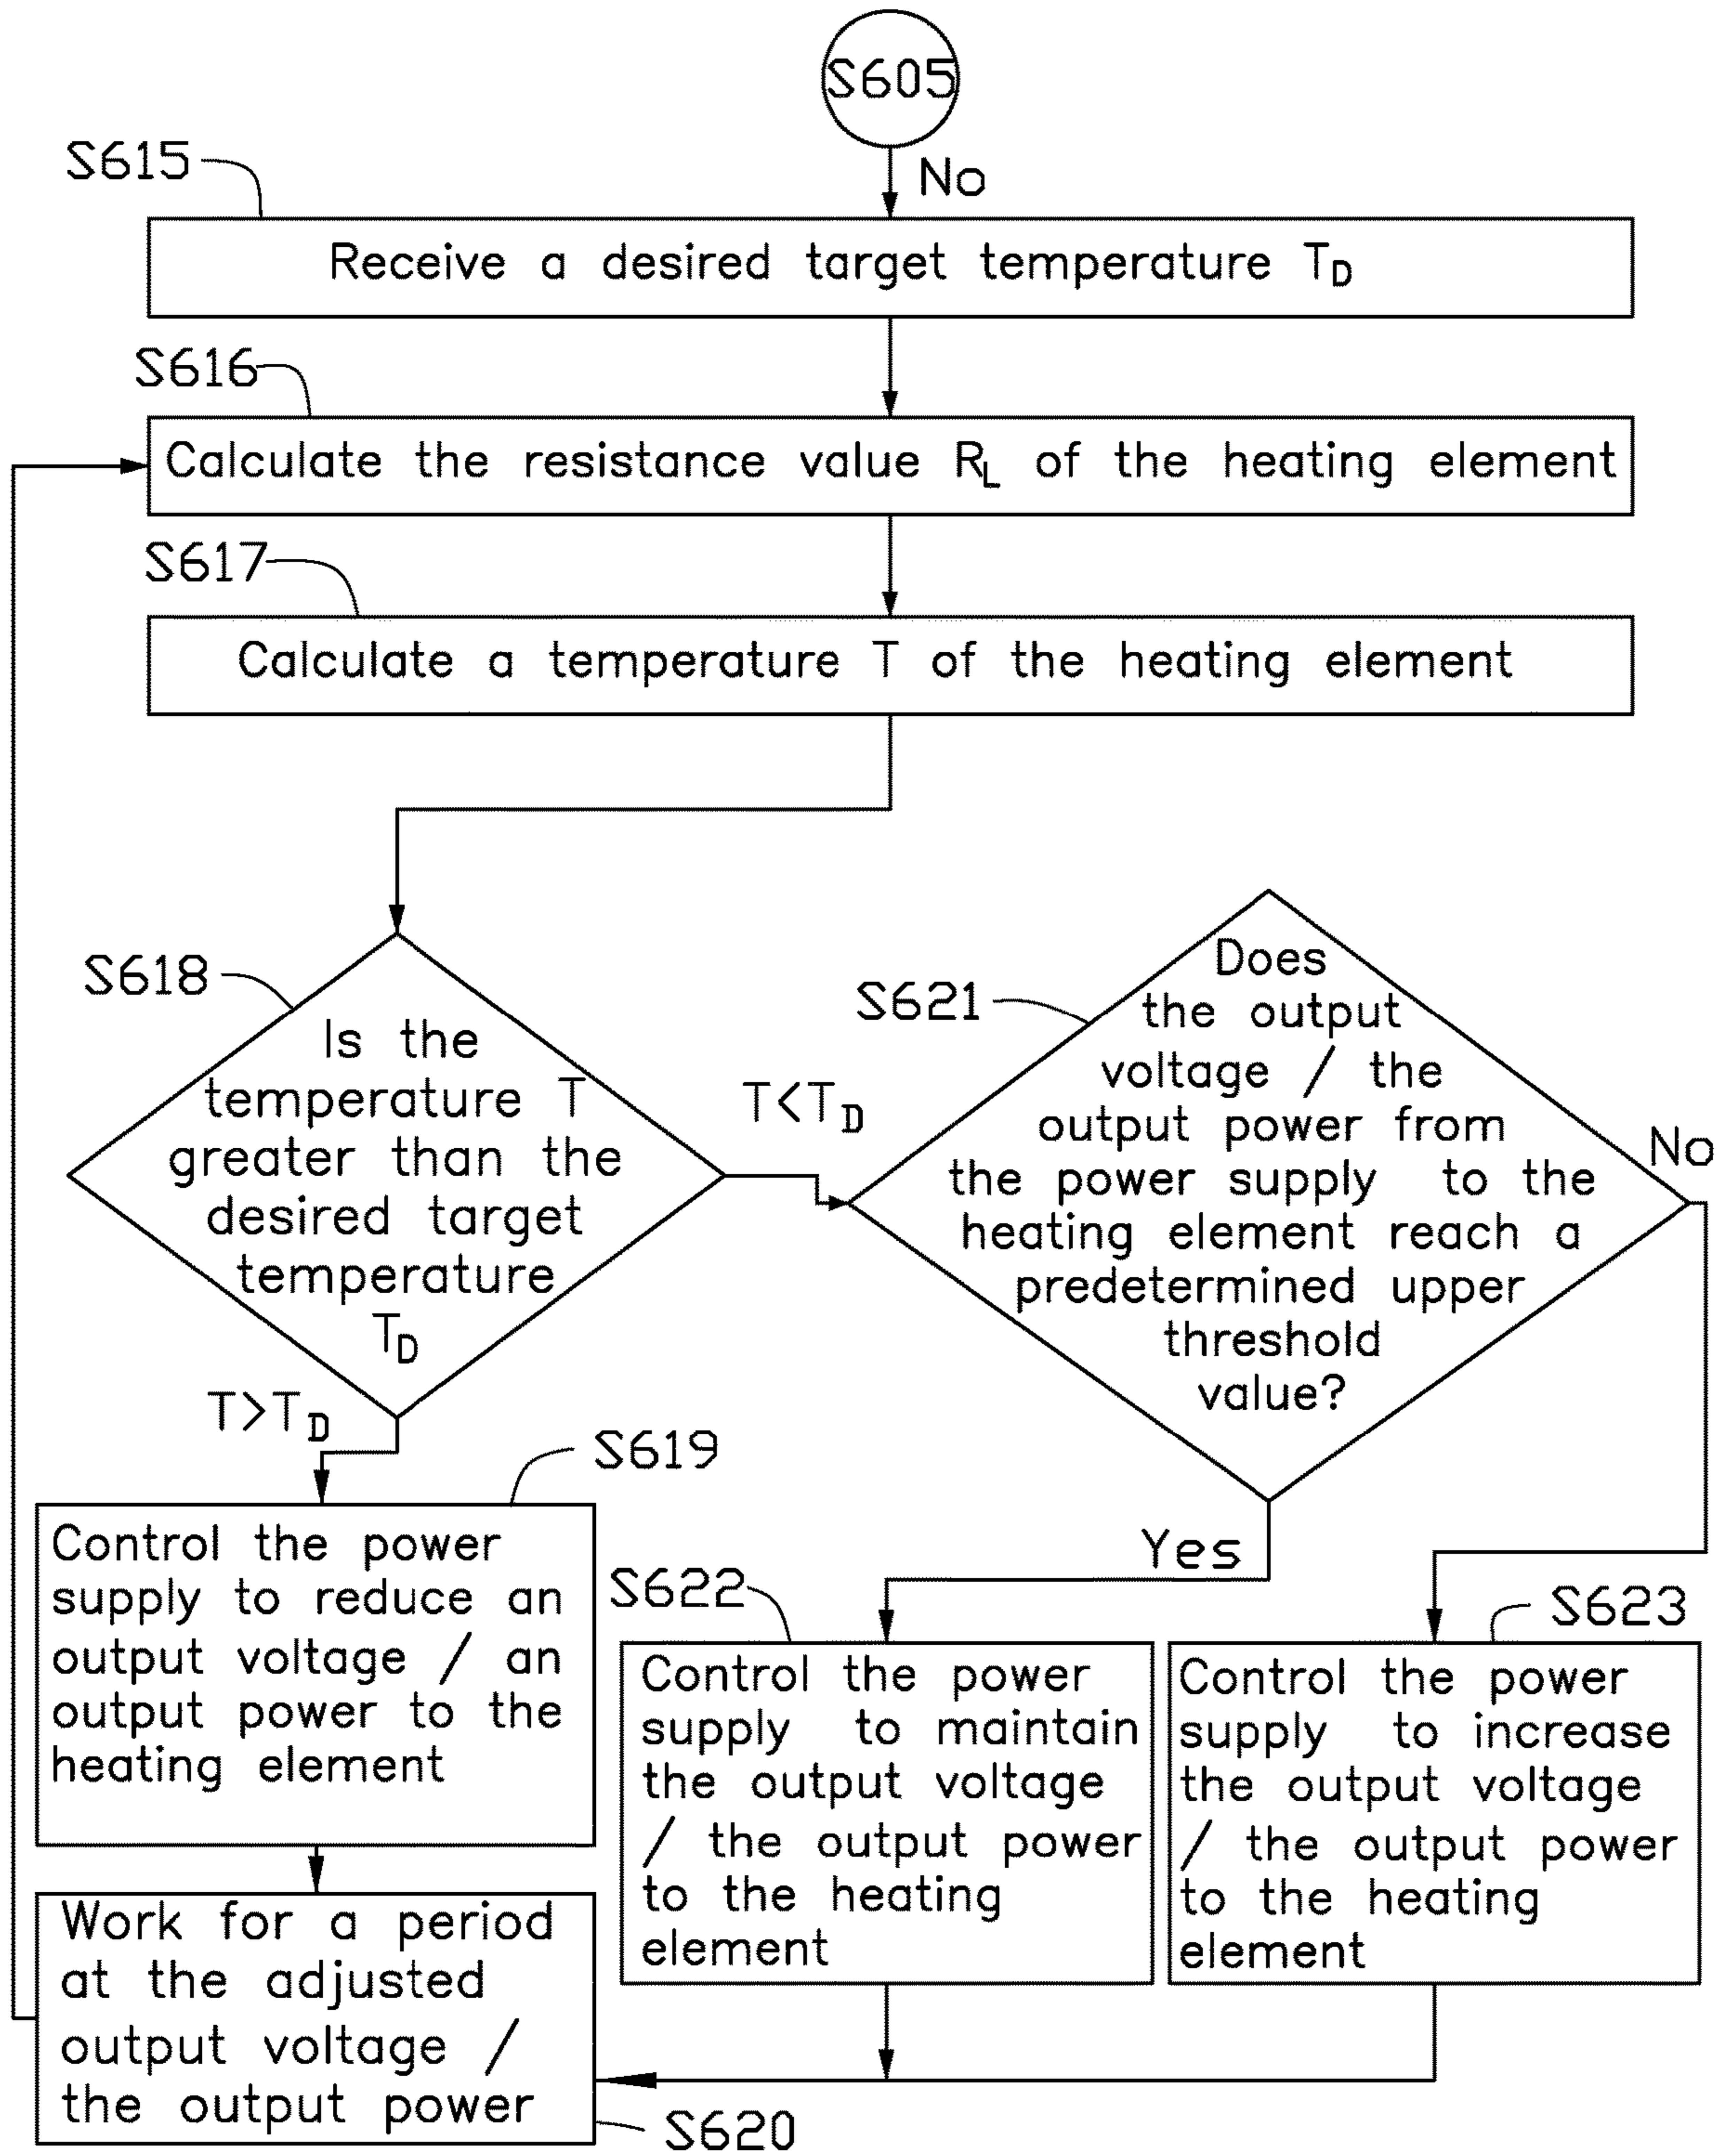 S605
No
S615
Receive a desired target temperature TD
S616
Calculate the resistance value RL of the heating element
S617
Calculate a temperature T of the heating element
S618
Is the
temperature T
greater than the
desired target
temperature
TD
T<TD
T>TD
S621
Does
the output
voltage / the
output power from
the power supply to the
heating element reach a
predetermined upper
threshold
value?
No
Yes
S619
Control the power
supply to reduce an
output voltage / an
output power to the
heating element
S622
Control the power
supply to maintain
the output voltage
/ the output power
to the heating
element
S623
Control the power
supply to increase
the output voltage
/ the output power
to the heating
element
Work for a period
at the adjusted
output voltage /
the output power
S620